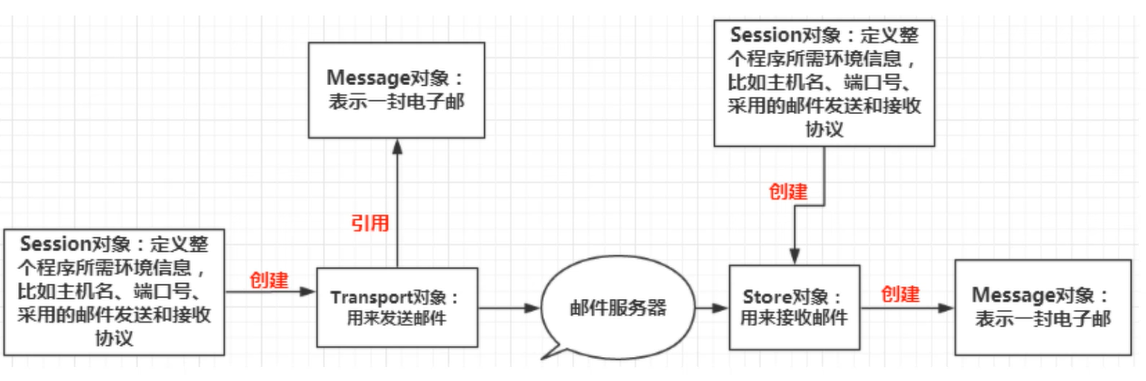 Session对象：定义整
个程序所需环境信息，
比如主机名、端口号、
采用的邮件发送和接收
协议
Message对象：
表示一封电子邮
创建
引用
Session对象：定义整
个程序所需环境信息，
比如主机名、端口号、
采用的邮件发送和接收
协议
创建
Transport对象：
用来发送邮件
邮件服务器
Store对象：
用来接收邮件
创建
Message对象：
表示一封电子邮